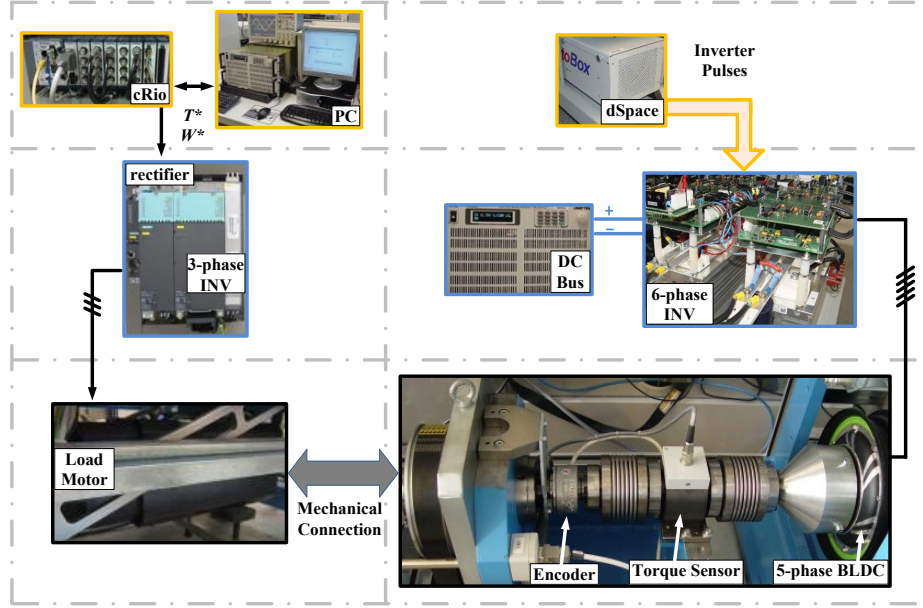 cRio
PC
T*
W*
toBox
dSpace
Inverter
Pulses
rectifier
3-phase
INV
+
−
DC
Bus
6-phase
INV
Load
Motor
Mechanical
Connection
Encoder
Torque Sensor
5-phase BLDC